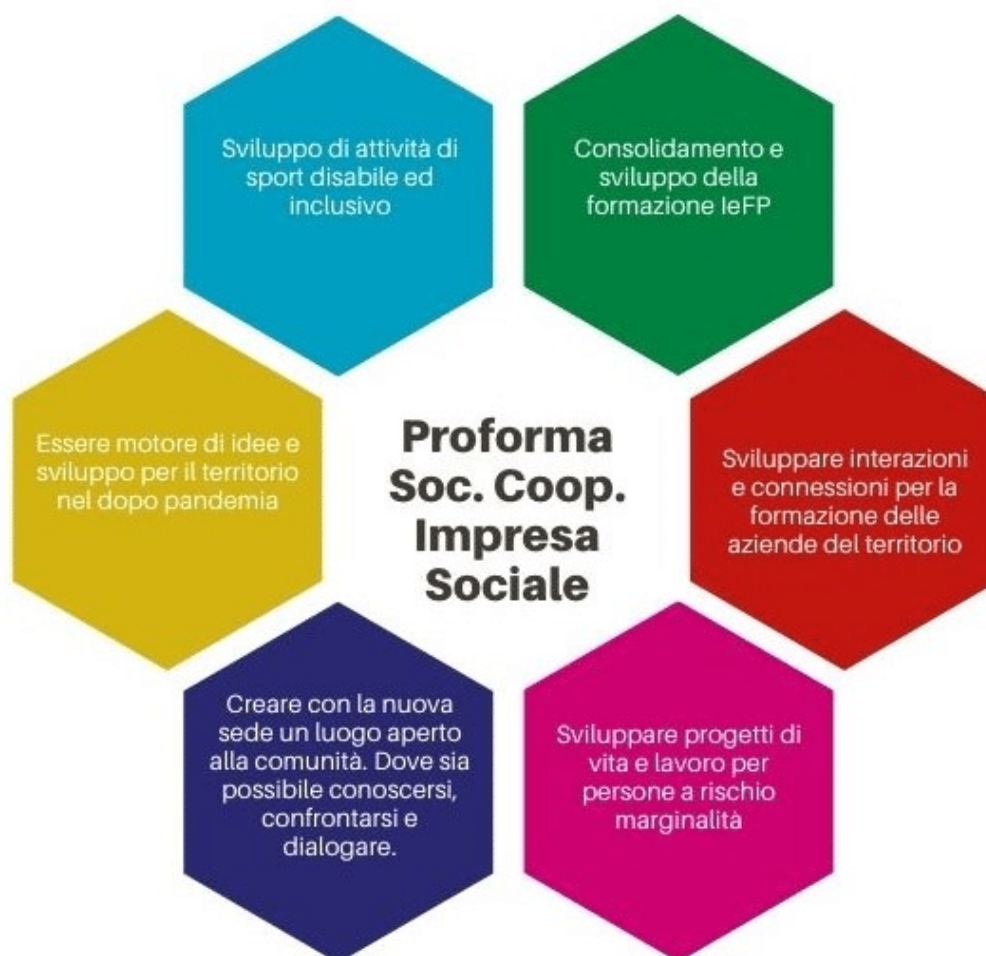 Sviluppo di attività di
sport disabile ed
inclusivo
Consolidamento e
sviluppo della
formazione IeFP
Essere motore di idee e
sviluppo per il territorio
nel dopo pandemia
Proforma
Soc. Coop.
Impresa
Sociale
Sviluppare interazioni
e connessioni per la
formazione delle
aziende del territorio
Creare con la nuova
sede un luogo aperto
alla comunità. Dove sia
possibile conoscersi,
confrontarsi e
dialogare.
Sviluppare progetti di
vita e lavoro per
persone a rischio
marginalità